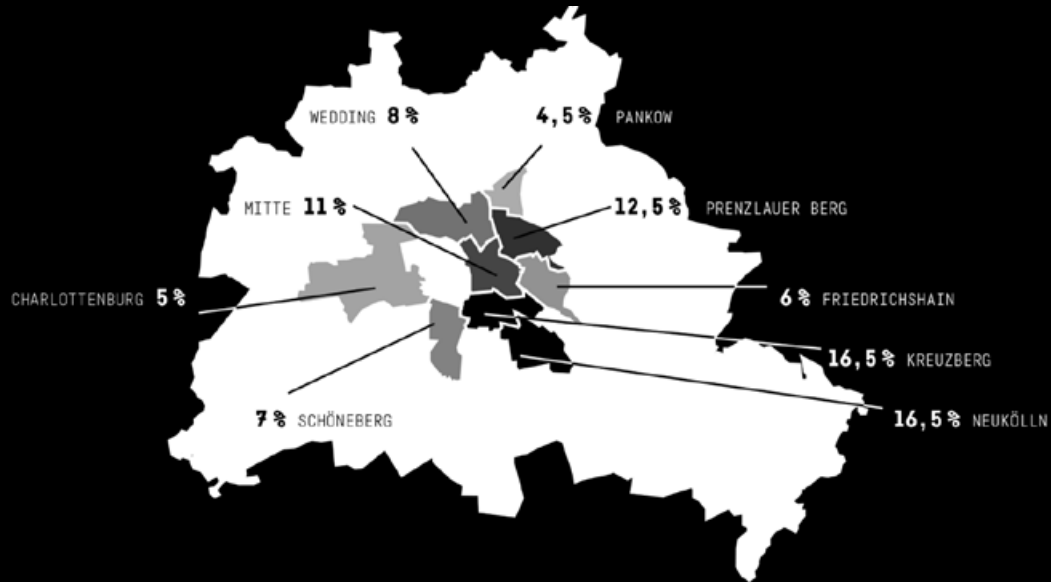 WEDDING 8%
4,5% PANKOW
MITTE 11%
12,5% PRENZLAUER BERG
CHARLOTTENBURG 5%
6% FRIEDRICHSHAIN
16,5% KREUZBERG
7% SCHÖNEBERG
16,5% NEUKÖLLN